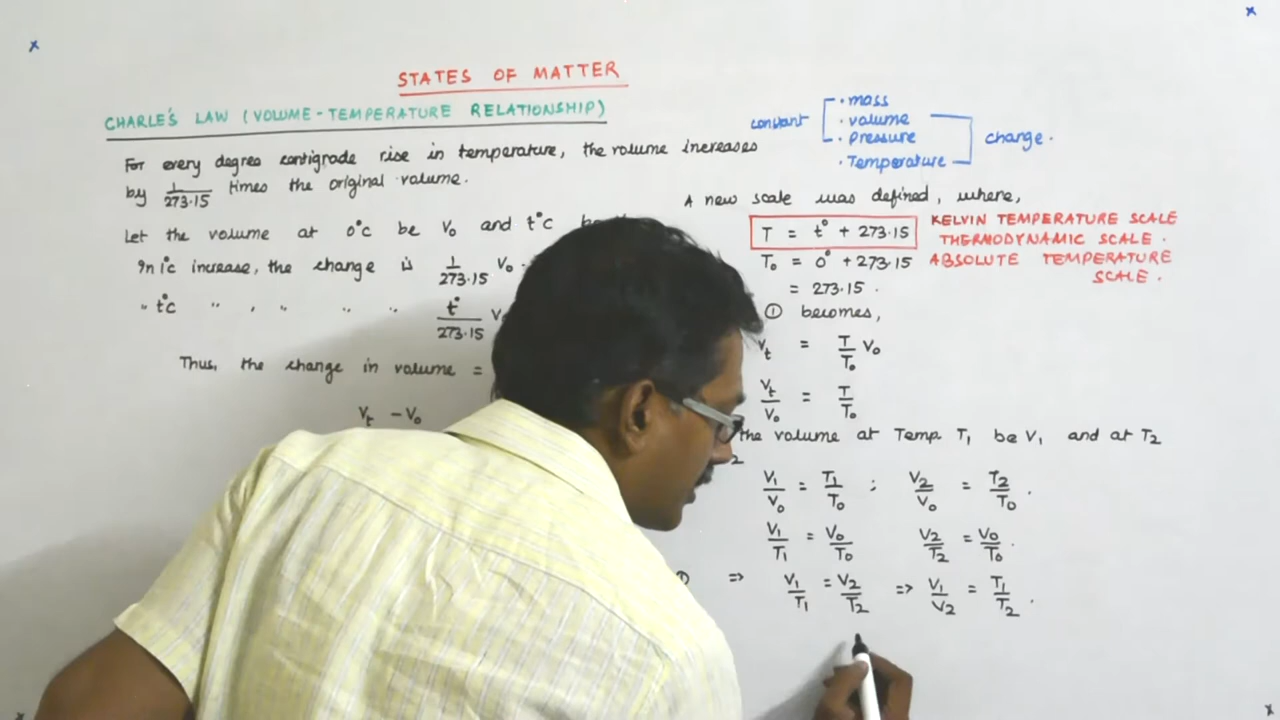 STATES OF MATTER
CHARLE'S LAW (VOLUME-TEMPERATURE RELATIONSHIP)
For every degree centigrade rise in temperature, the volume increases
by 1/273.15 times the original volume.
Let the volume at 0°C be V₀ and t°C
In 1°C increase, the change is 1/273.15 V₀
" t°C " , " " " t°/273.15
Thus, the change in volume =
Vt - V₀
constant
· mass
· volume
· Pressure
· Temperature
change.
A new scale was defined, where,
T = t° + 273.15
KELVIN TEMPERATURE SCALE
THERMODYNAMIC SCALE.
T₀ = 0° + 273.15
ABSOLUTE TEMPERATURE
SCALE.
= 273.15.
① becomes,
Vt = T/T₀ V₀
Vt/V₀ = T/T₀
the volume at Temp T₁ be V₁ and at T₂
V₁/V₀ = T₁/T₀ ; V₂/V₀ = T₂/T₀.
V₁/T₁ = V₀/T₀ V₂/T₂ = V₀/T₀.
=> V₁/T₁ = V₂/T₂ => V₁/V₂ = T₁/T₂.